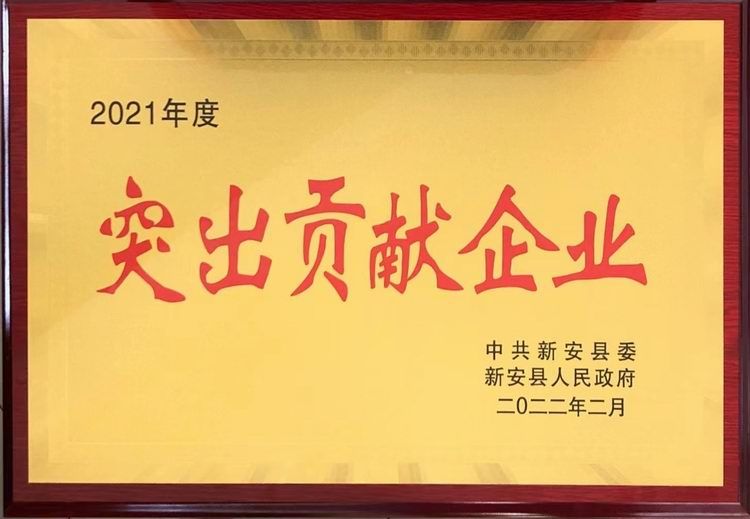 2021年度
突出贡献企业
中共新安县委
新安县人民政府
二〇二二年二月